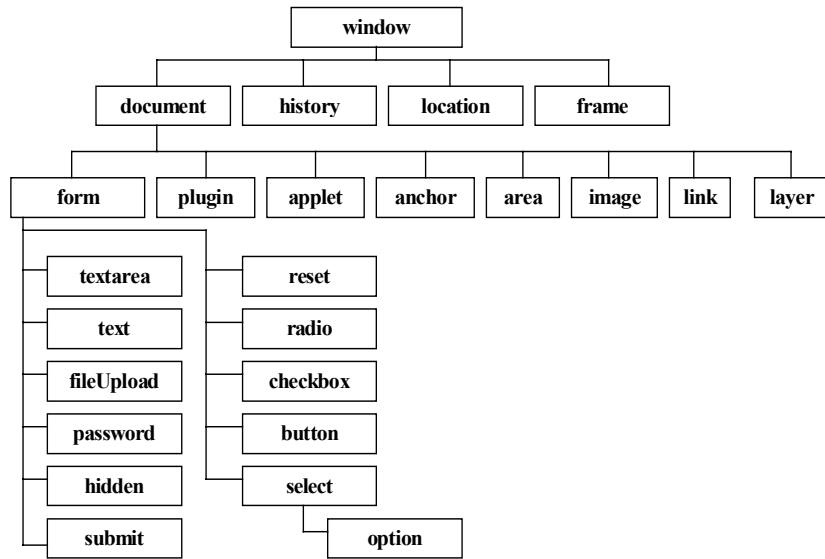 window
document history location frame
form plugin applet anchor area image link layer
textarea reset
text radio
fileUpload checkbox
password button
hidden select
submit option